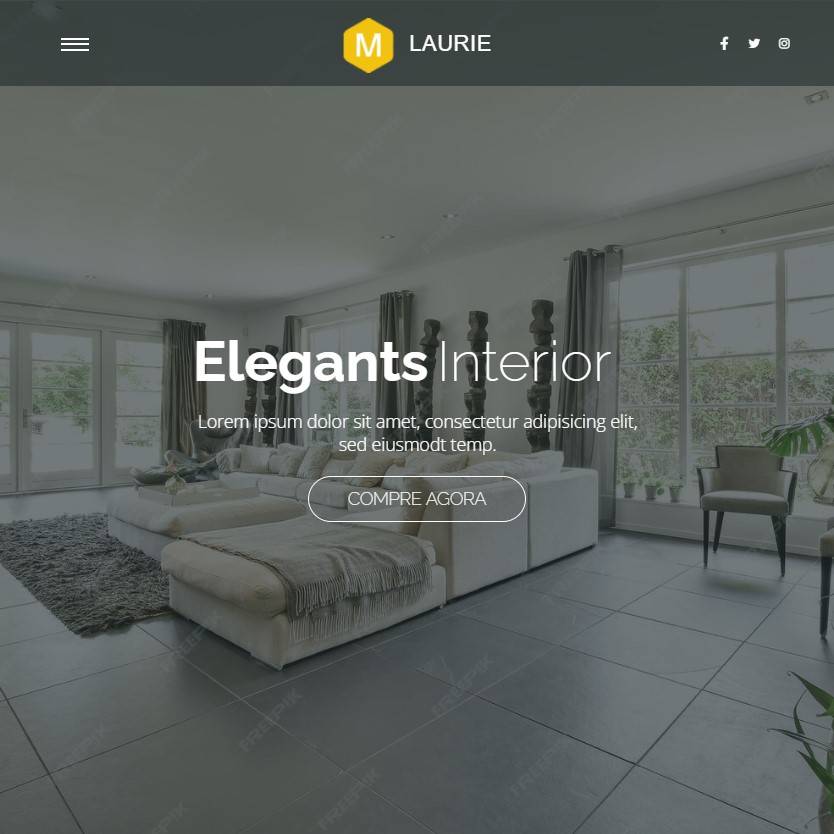 M LAURIE
Elegants Interior
Lorem ipsum dolor sit amet, consectetur adipisicing elit,
sed eiusmodt temp.
COMPRE AGORA
FREEPIK